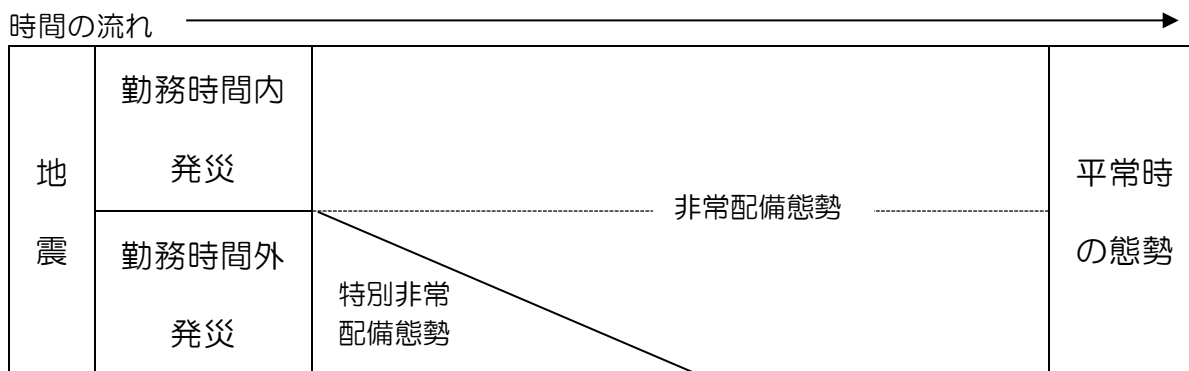 時間の流れ
地
震
勤務時間内
発災
勤務時間外
発災
非常配備態勢
特別非常
配備態勢
平常時
の態勢